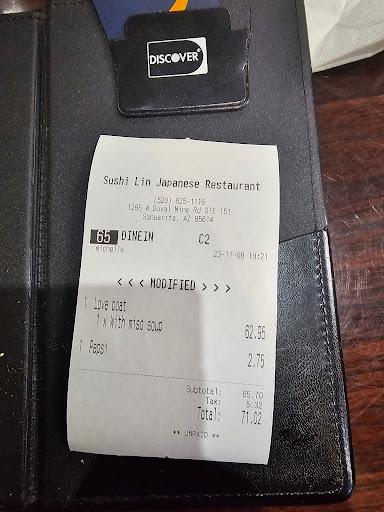 DISCOVER®
Sushi Lin Japanese Restaurant
(520) 625-1116
1295 W Duval Mine Rd STE 151
Sahuarita, AZ 85614
65 DINEIN C2
michelle 23-11-08 19:21
< < < MODIFIED > > >
1 Love boat
1 x With miso soup 62.95
1 Pepsi 2.75
Subtotal: 65.70
Tax: 5.32
Total: 71.02
** UNPAID **